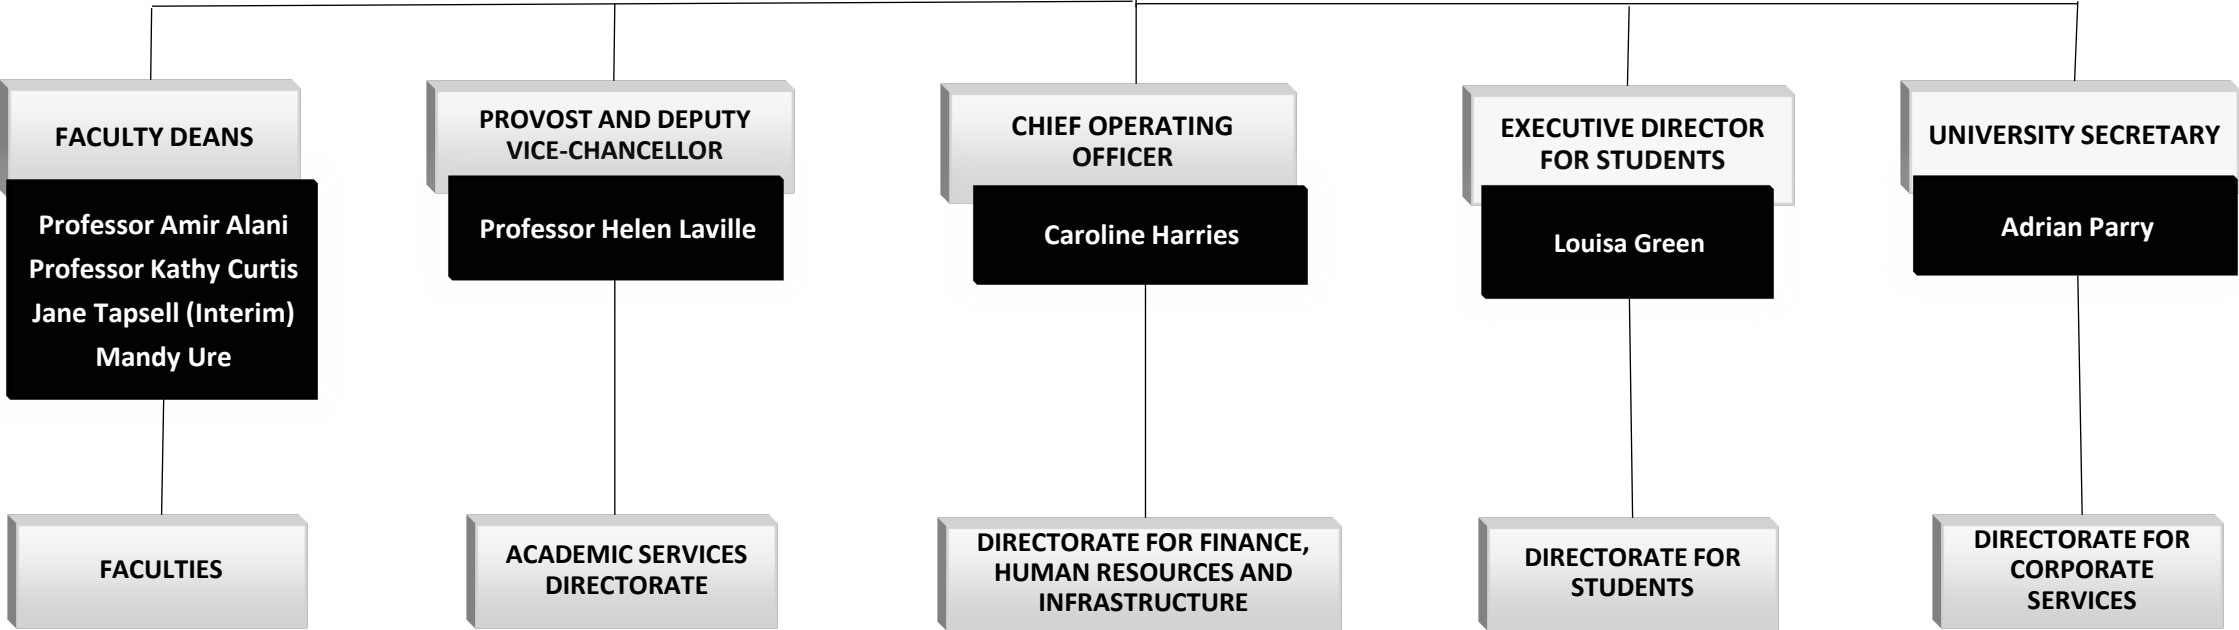 FACULTY DEANS
Professor Amir Alani
Professor Kathy Curtis
Jane Tapsell (Interim)
Mandy Ure
FACULTIES
PROVOST AND DEPUTY
VICE-CHANCELLOR
Professor Helen Laville
ACADEMIC SERVICES
DIRECTORATE
CHIEF OPERATING
OFFICER
Caroline Harries
DIRECTORATE FOR FINANCE,
HUMAN RESOURCES AND
INFRASTRUCTURE
EXECUTIVE DIRECTOR
FOR STUDENTS
Louisa Green
DIRECTORATE FOR
STUDENTS
UNIVERSITY SECRETARY
Adrian Parry
DIRECTORATE FOR
CORPORATE
SERVICES